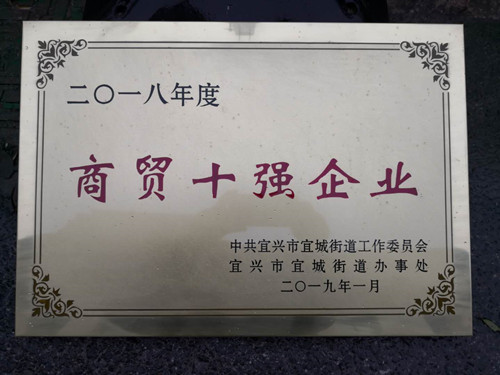 二〇一八年度
商贸十强企业
中共宜兴市宜城街道工作委员会
宜兴市宜城街道办事处
二〇一九年一月